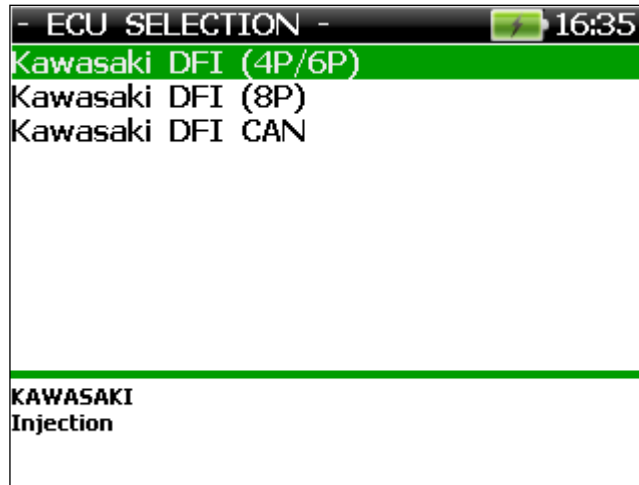 - ECU SELECTION - 16:35
Kawasaki DFI (4P/6P)
Kawasaki DFI (8P)
Kawasaki DFI CAN
KAWASAKI
Injection